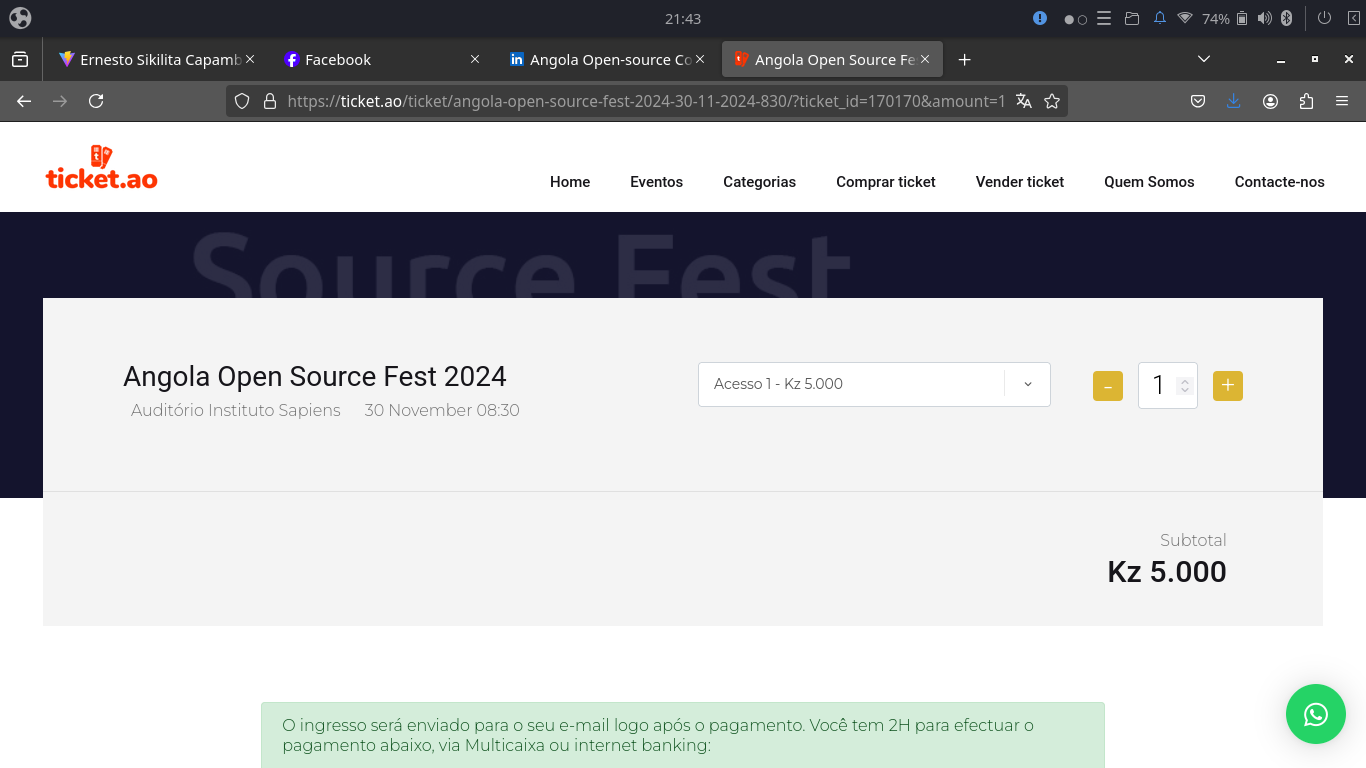 21:43
74%
Ernesto Sikilita Capamb
Facebook
Angola Open-source Co
Angola Open Source Fe
https://ticket.ao/ticket/angola-open-source-fest-2024-30-11-2024-830/?ticket_id=170170&amount=1
ticket.ao
Home Eventos Categorias Comprar ticket Vender ticket Quem Somos Contacte-nos
Source Fest
Angola Open Source Fest 2024
Auditório Instituto Sapiens 30 November 08:30
Acesso 1 - Kz 5.000
- 1 +
Subtotal
Kz 5.000
O ingresso será enviado para o seu e-mail logo após o pagamento. Você tem 2H para efectuar o
pagamento abaixo, via Multicaixa ou internet banking: